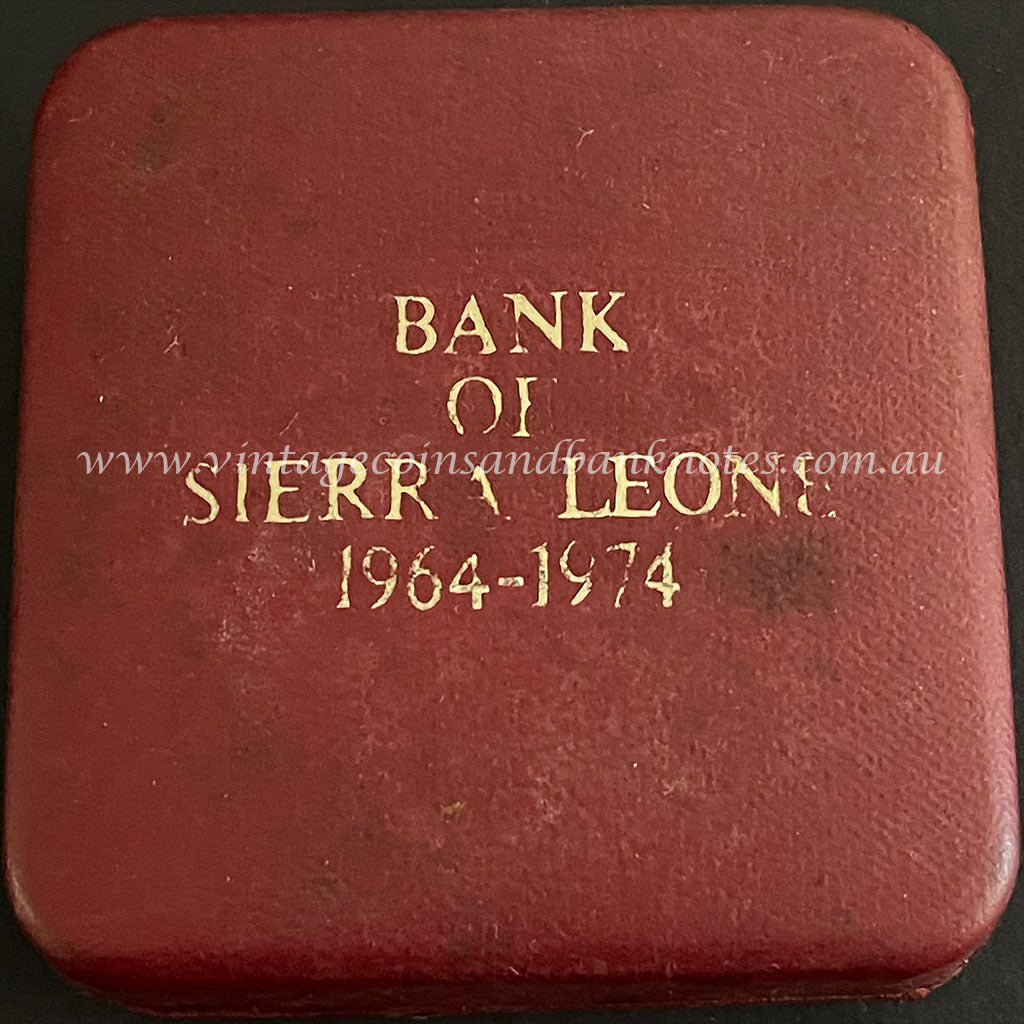 BANK
OF
www.vintagecoinsandbanknotes.com.au
SIERRA LEONE
1964-1974